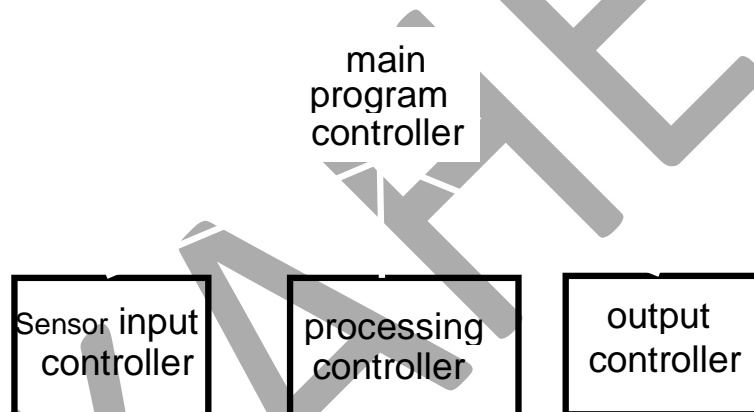 main
program
controller
Sensor input
controller
processing
controller
output
controller